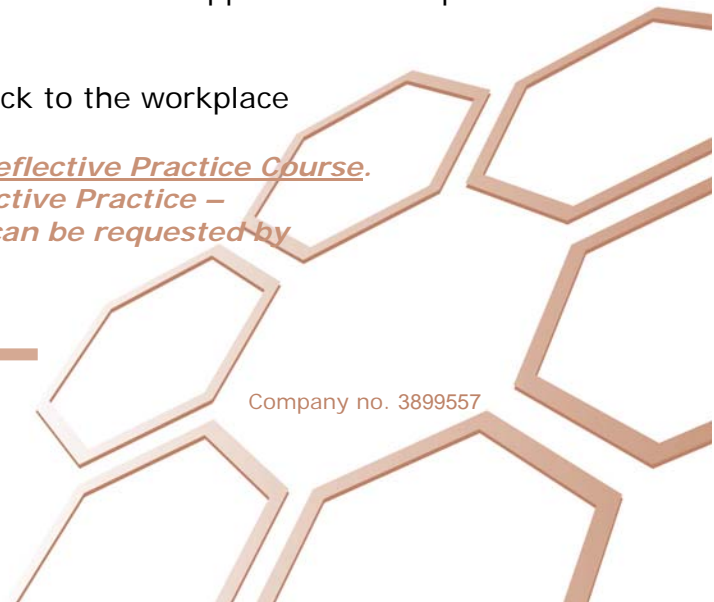 ck to the workplace
eflective Practice Course.
ctive Practice –
can be requested by
Company no. 3899557